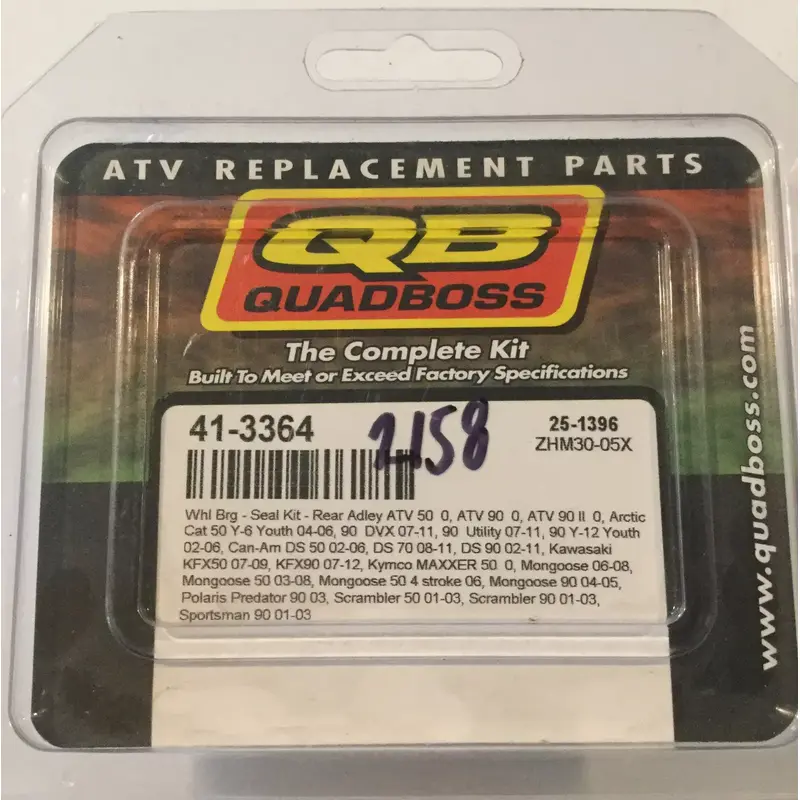 ATV REPLACEMENT PARTS
QB
QUADBOSS
The Complete Kit
Built To Meet or Exceed Factory Specifications
41-3364
2158
25-1396
ZHM30-05X
Whl Brg - Seal Kit - Rear Adley ATV 50 0, ATV 90 0, ATV 90 II 0, Arctic
Cat 50 Y-6 Youth 04-06, 90 DVX 07-11, 90 Utility 07-11, 90 Y-12 Youth
02-06, Can-Am DS 50 02-06, DS 70 08-11, DS 90 02-11, Kawasaki
KFX50 07-09, KFX90 07-12, Kymco MAXXER 50 0, Mongoose 06-08,
Mongoose 50 03-08, Mongoose 50 4 stroke 06, Mongoose 90 04-05,
Polaris Predator 90 03, Scrambler 50 01-03, Scrambler 90 01-03,
Sportsman 90 01-03
www.quadboss.com